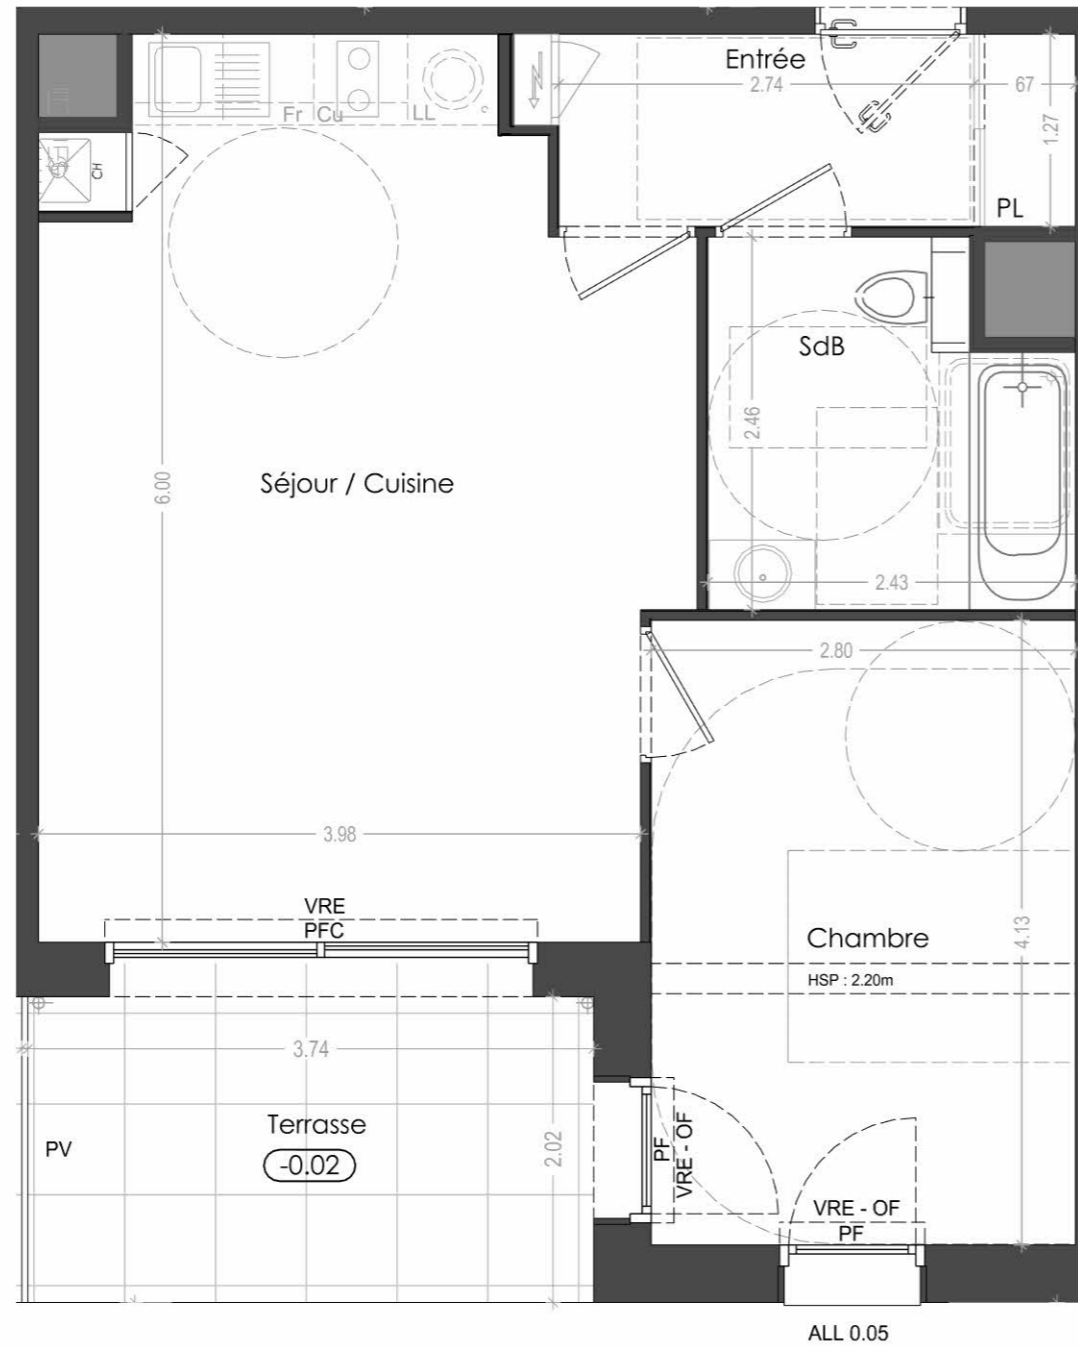 Entrée
2.74
67
1.27
PL
Fr
Cu
LL
CH
SdB
2.46
2.43
6.00
Séjour / Cuisine
2.80
3.98
VRE
PFC
Chambre
HSP : 2.20m
4.13
3.74
Terrasse
-0.02
PV
2.02
PF
VRE - OF
VRE - OF
PF
ALL 0.05